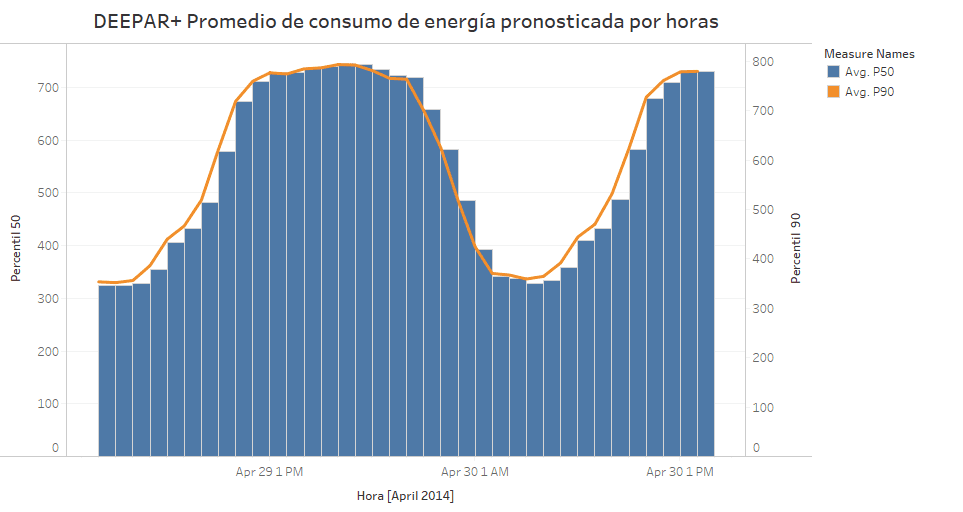 DEEPAR+ Promedio de consumo de energía pronosticada por horas
Measure Names
Avg. P50
Avg. P90
Percentil 50
700
600
500
400
300
200
100
0
800
700
600
500
400
300
200
100
0
Percentil 90
Apr 29 1 PM
Apr 30 1 AM
Apr 30 1 PM
Hora [April 2014]